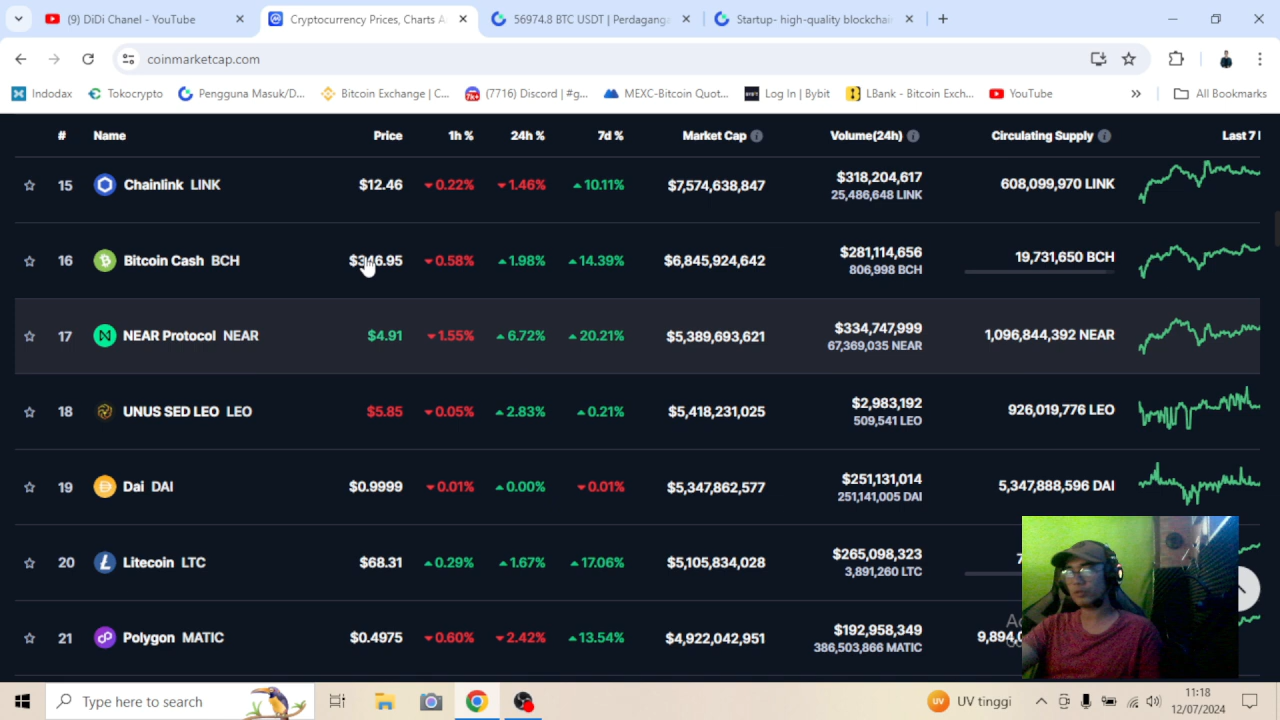 (9) DiDi Channel - YouTube
Cryptocurrency Prices, Charts A
56974.8 BTC USDT | Perdagang
Startup- high-quality blockchain
coinmarketcap.com
Indodax
Tokocrypto
Pengguna Masuk/D...
Bitcoin Exchange | C...
(7716) Discord | #g...
MEXC-Bitcoin Quot...
Log In | Bybit
LBank - Bitcoin Exch...
YouTube
All Bookmarks
# Name Price 1h % 24h % 7d % Market Cap Volume(24h) Circulating Supply Last 7
15 Chainlink LINK $12.46 0.22% 1.46% 10.11% $7,574,638,847 $318,204,617 608,099,970 LINK
25,486,648 LINK
16 Bitcoin Cash BCH $346.95 0.58% 1.98% 14.39% $6,845,924,642 $281,114,656 19,731,650 BCH
806,998 BCH
17 NEAR Protocol NEAR $4.91 1.55% 6.72% 20.21% $5,389,693,621 $334,747,999 1,096,844,392 NEAR
67,369,035 NEAR
18 UNUS SED LEO LEO $5.85 0.05% 2.83% 0.21% $5,418,231,025 $2,983,192 926,019,776 LEO
509,541 LEO
19 Dai DAI $0.9999 0.01% 0.00% 0.01% $5,347,862,577 $251,131,014 5,347,888,596 DAI
251,141,005 DAI
20 Litecoin LTC $68.31 0.29% 1.67% 17.06% $5,105,834,028 $265,098,323 7
3,891,260 LTC
21 Polygon MATIC $0.4975 0.60% 2.42% 13.54% $4,922,042,951 $192,958,349 9,894,0
386,503,866 MATIC
Type here to search
UV
UV tinggi
11:18
12/07/2024